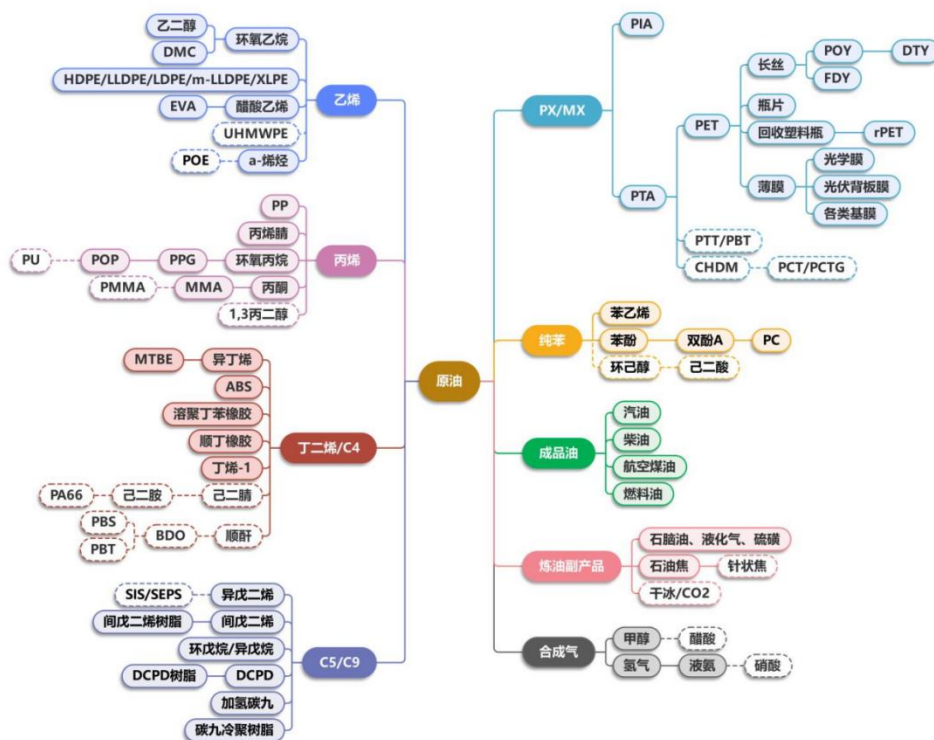 乙二醇
DMC
环氧乙烷
HDPE/LLDPE/LDPE/m-LLDPE/XLPE
EVA
醋酸乙烯
UHMWPE
POE
a-烯烃
乙烯
PP
丙烯腈
PU
POP
PPG
环氧丙烷
PMMA
MMA
丙酮
1,3丙二醇
丙烯
MTBE
异丁烯
ABS
溶聚丁苯橡胶
顺丁橡胶
丁烯-1
PA66
己二胺
己二腈
PBS
PBT
BDO
顺酐
丁二烯/C4
SIS/SEPS
异戊二烯
间戊二烯树脂
间戊二烯
环戊烷/异戊烷
DCPD树脂
DCPD
加氢碳九
碳九冷聚树脂
C5/C9
原油
PX/MX
PIA
PTA
PET
长丝
POY
DTY
FDY
瓶片
回收塑料瓶
rPET
薄膜
光学膜
光伏背板膜
各类基膜
PTT/PBT
CHDM
PCT/PCTG
纯苯
苯乙烯
苯酚
双酚A
PC
环己醇
己二酸
成品油
汽油
柴油
航空煤油
燃料油
炼油副产品
石脑油、液化气、硫磺
石油焦
针状焦
干冰/CO2
合成气
甲醇
醋酸
氢气
液氨
硝酸